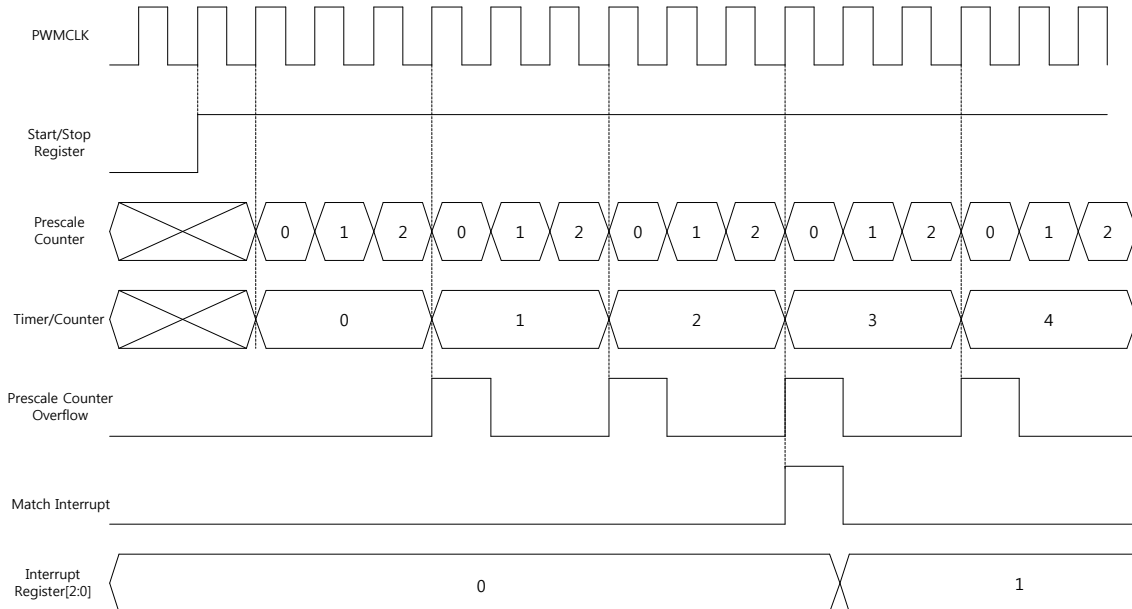 PWMCLK
Start/Stop
Register
Prescale
Counter
0 1 2 0 1 2 0 1 2 0 1 2 0 1 2
Timer/Counter
0 1 2 3 4
Prescale Counter
Overflow
Match Interrupt
Interrupt
Register[2:0]
0 1